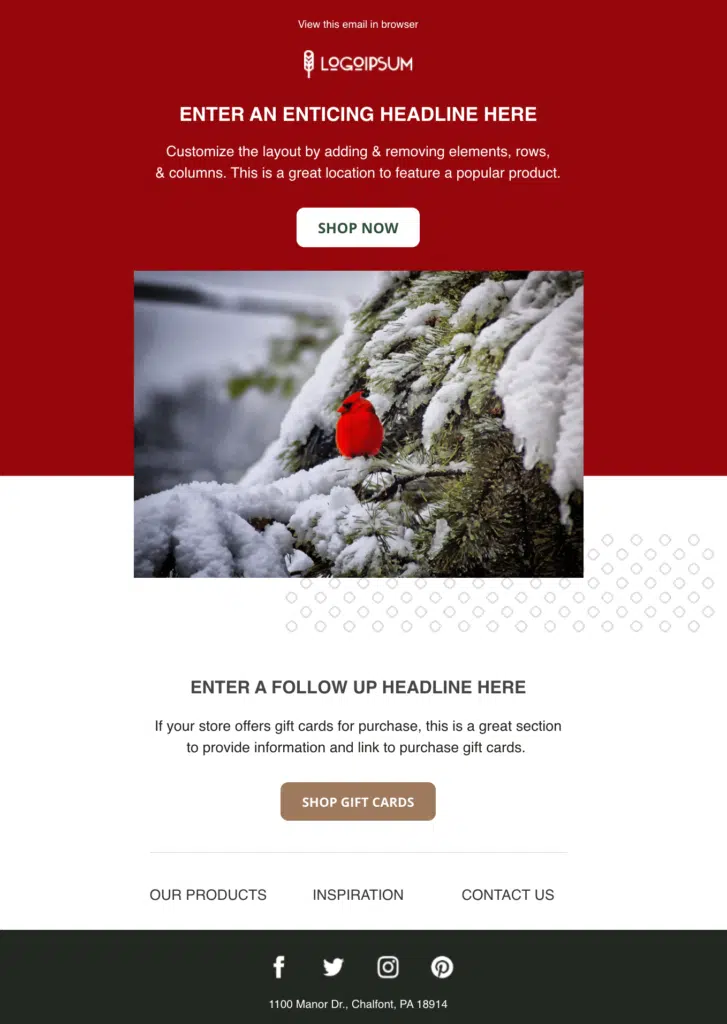 View this email in browser
LOGOIPSUM
ENTER AN ENTICING HEADLINE HERE
Customize the layout by adding & removing elements, rows,
& columns. This is a great location to feature a popular product.
SHOP NOW
ENTER A FOLLOW UP HEADLINE HERE
If your store offers gift cards for purchase, this is a great section
to provide information and link to purchase gift cards.
SHOP GIFT CARDS
OUR PRODUCTS INSPIRATION CONTACT US
1100 Manor Dr., Chalfont, PA 18914